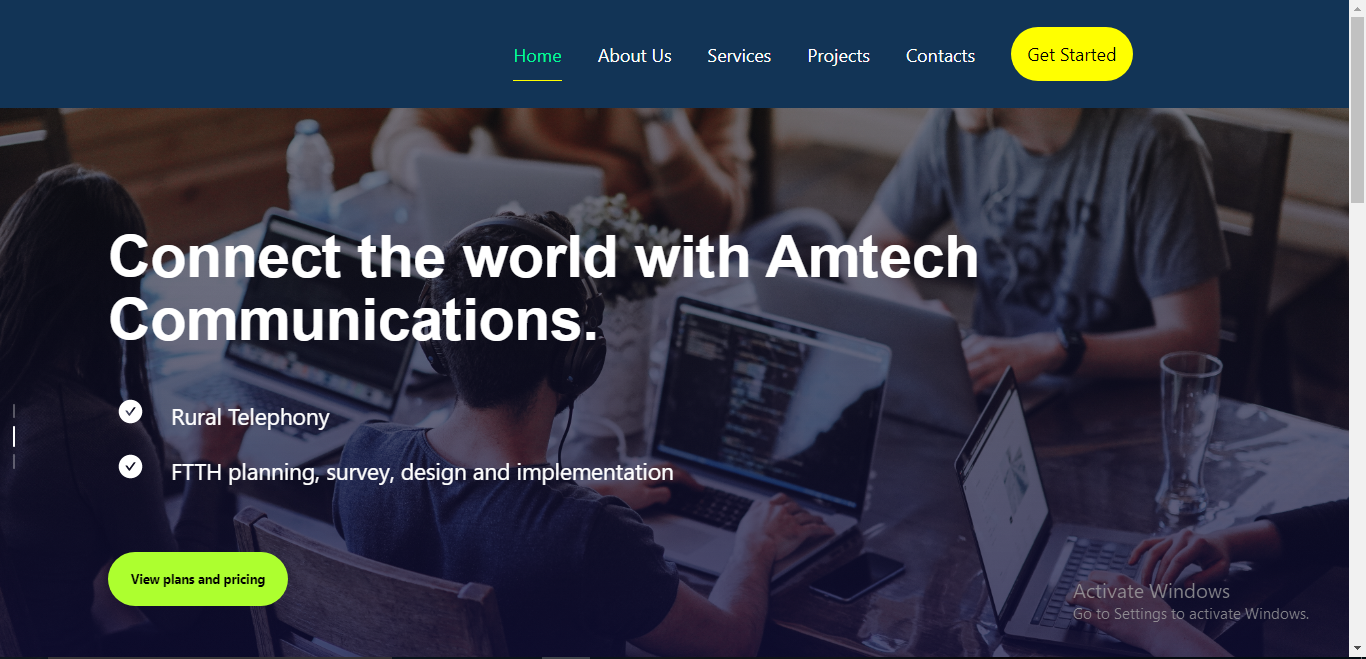 Home About Us Services Projects Contacts Get Started
Connect the world with Amtech
Communications.
Rural Telephony
FTTH planning, survey, design and implementation
View plans and pricing
Activate Windows
Go to Settings to activate Windows.